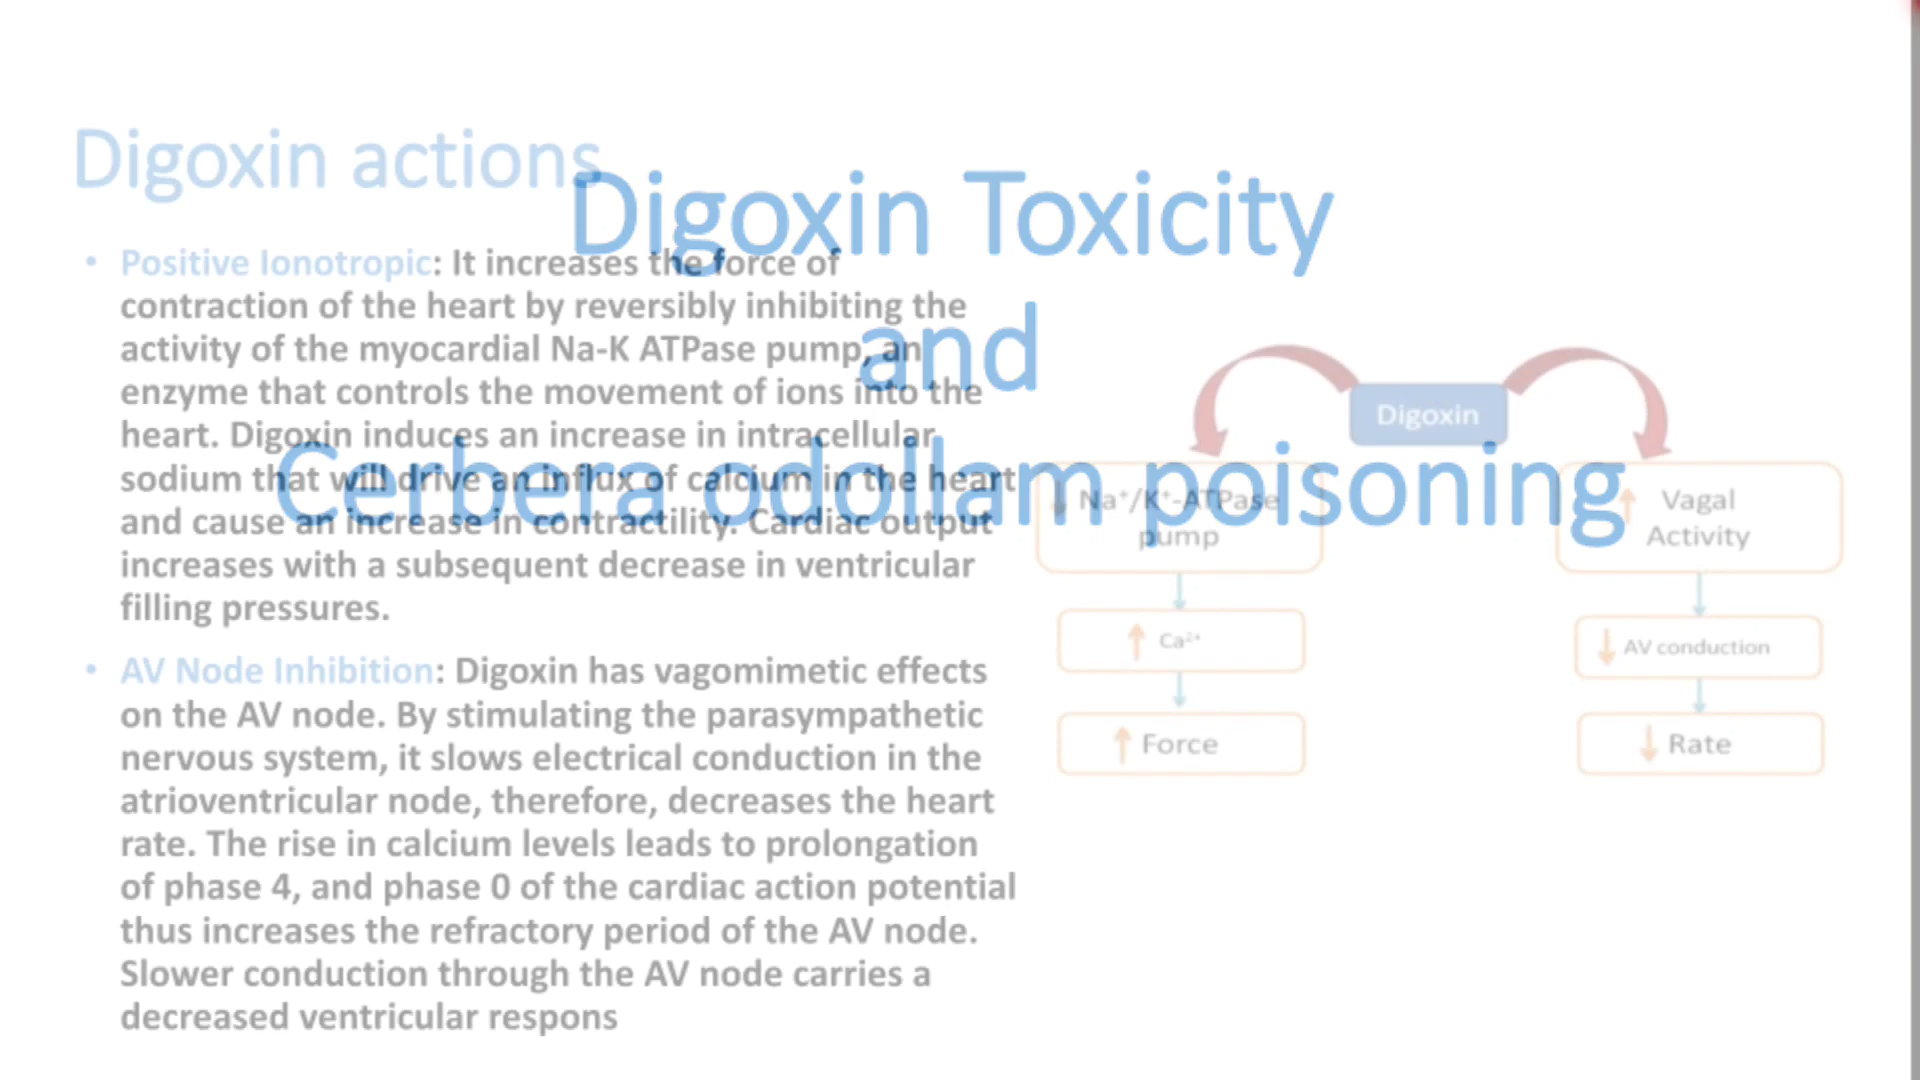 Digoxin actions
Digoxin Toxicity
and
Cerbera odollam poisoning
• Positive Ionotropic: It increases the force of
contraction of the heart by reversibly inhibiting the
activity of the myocardial Na-K ATPase pump, an
enzyme that controls the movement of ions into the
heart. Digoxin induces an increase in intracellular
sodium that will drive an influx of calcium in the heart
and cause an increase in contractility. Cardiac output
increases with a subsequent decrease in ventricular
filling pressures.
• AV Node Inhibition: Digoxin has vagomimetic effects
on the AV node. By stimulating the parasympathetic
nervous system, it slows electrical conduction in the
atrioventricular node, therefore, decreases the heart
rate. The rise in calcium levels leads to prolongation
of phase 4, and phase 0 of the cardiac action potential
thus increases the refractory period of the AV node.
Slower conduction through the AV node carries a
decreased ventricular respons
Digoxin
↓ Na⁺/K⁺-ATPase
pump
↑ Ca²⁺
↑ Force
↑ Vagal
Activity
↓ AV conduction
↓ Rate